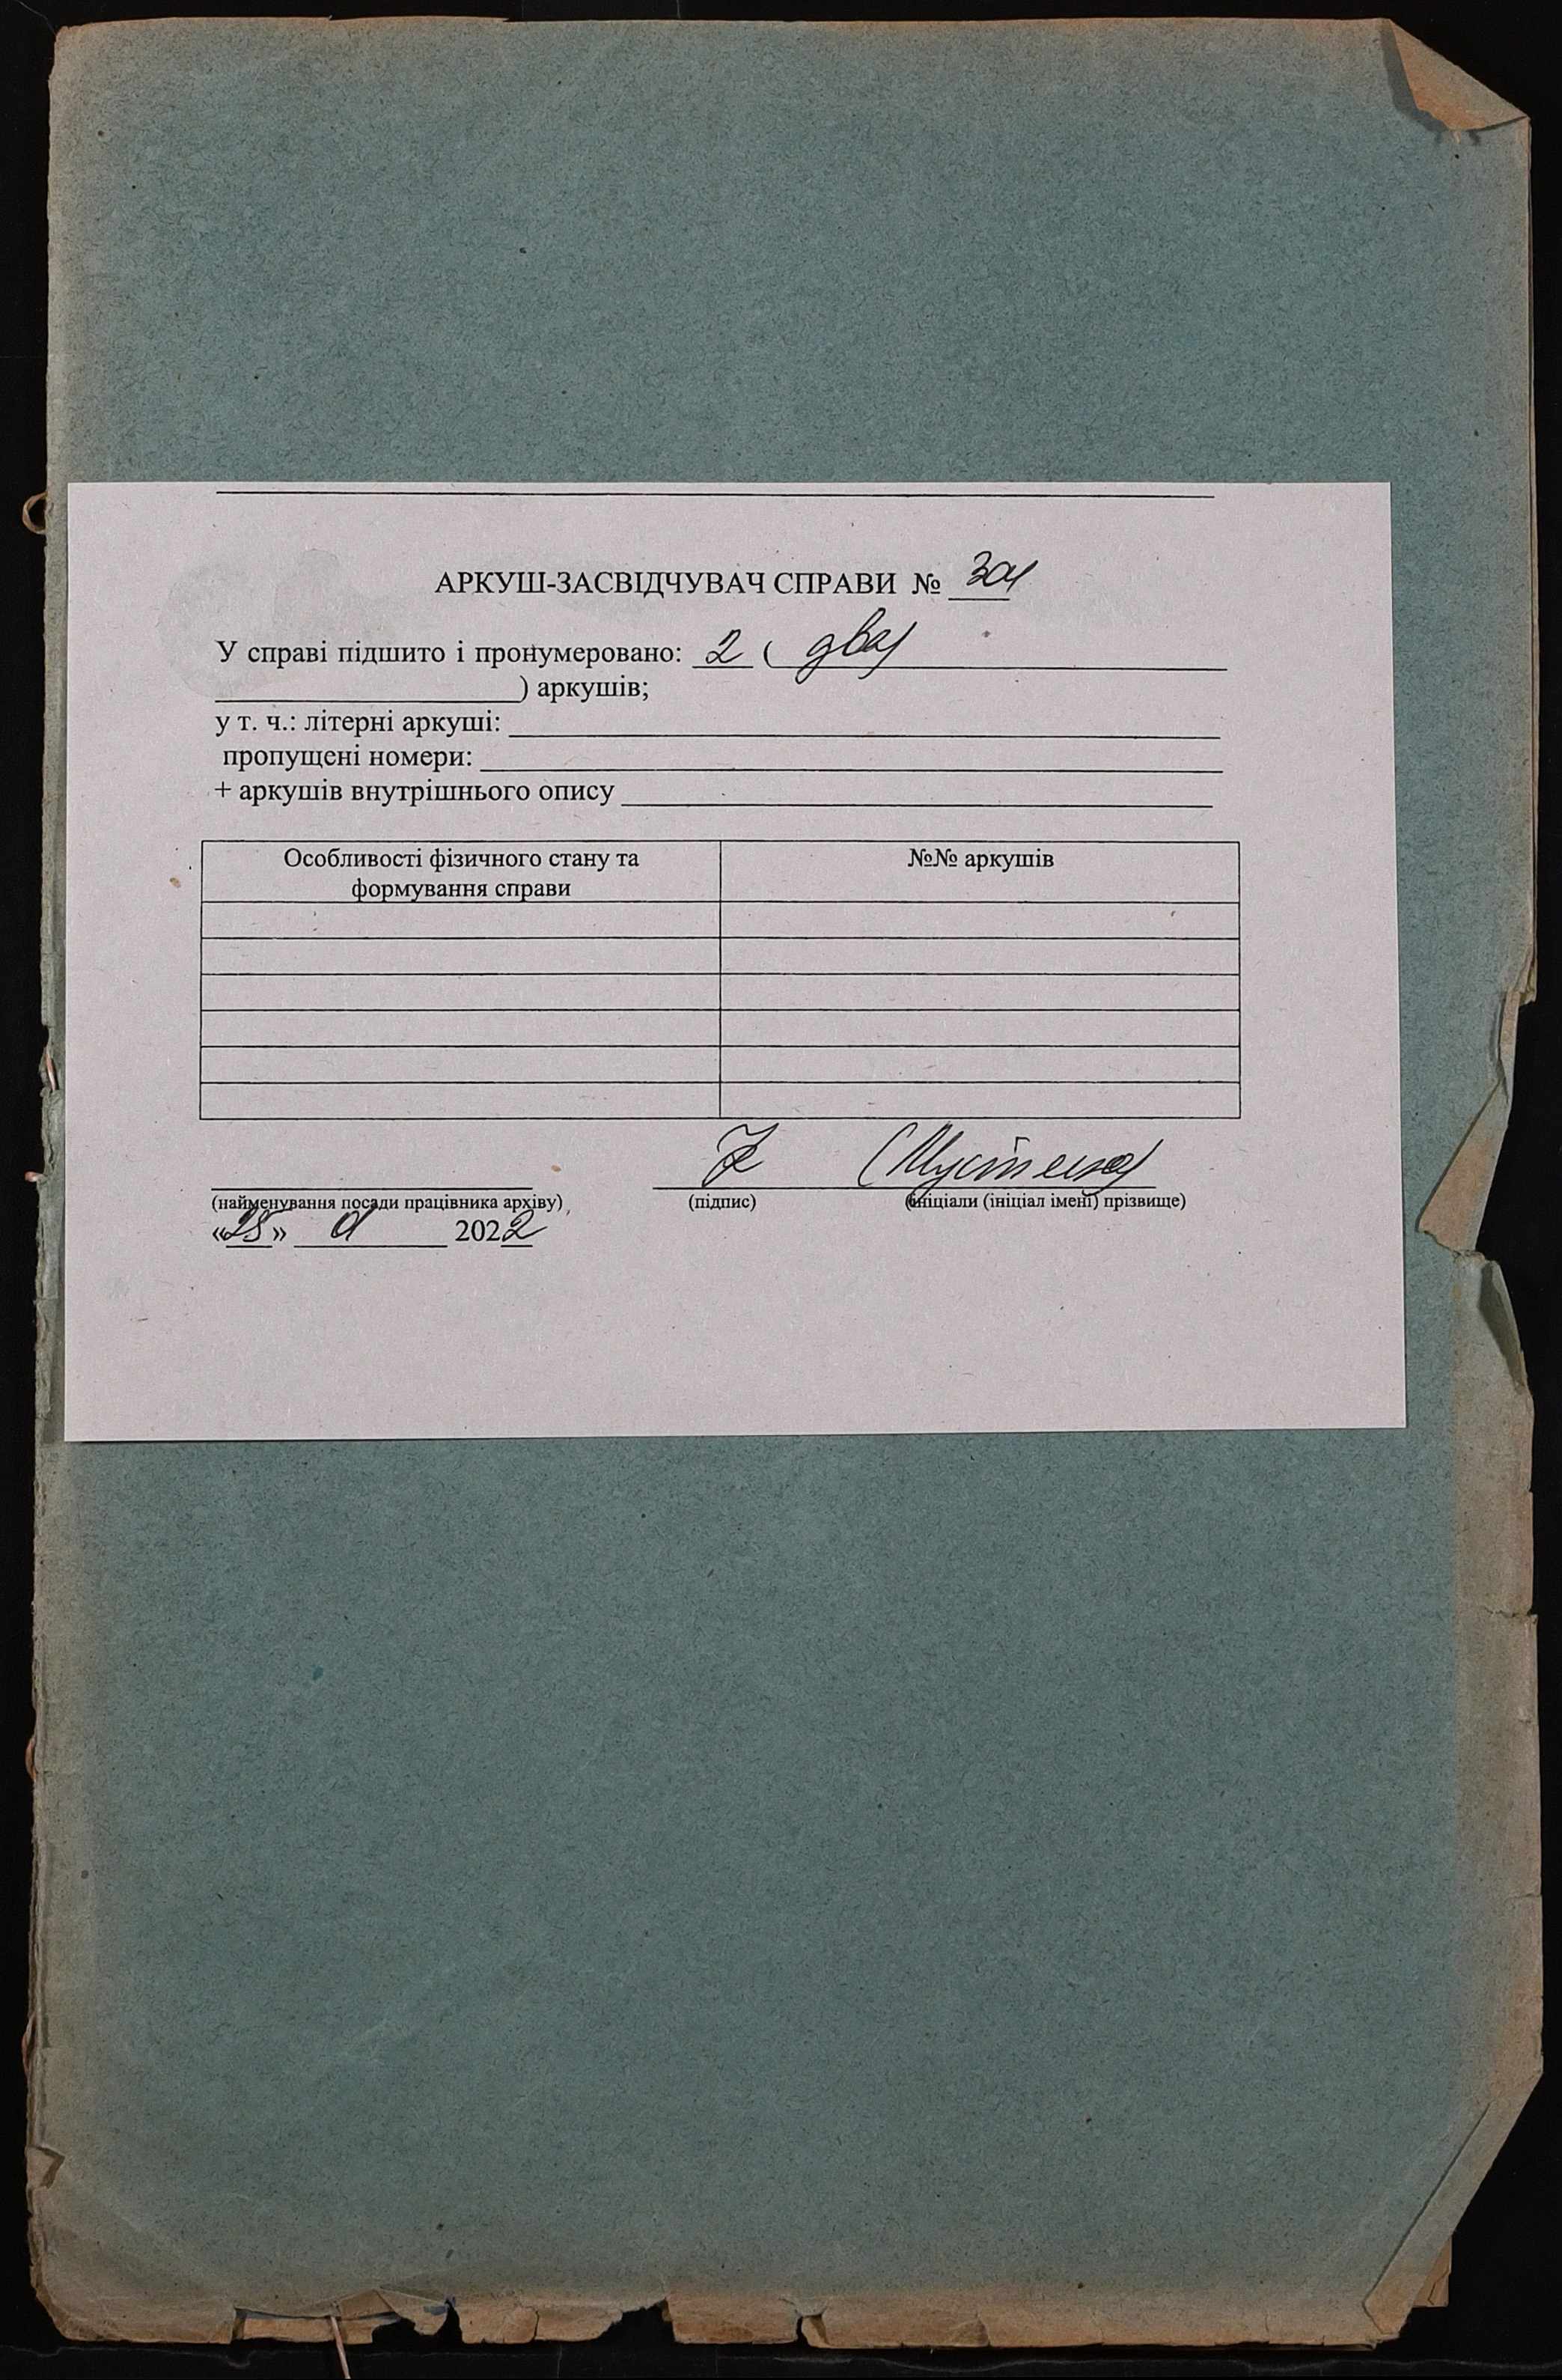 АРКУШ-ЗАСВІДЧУВАЧ СПРАВИ № 301
У справі підшито і пронумеровано: 2 ( два)
) аркушів;
у т. ч.: літерні аркуші:
пропущені номери:
+ аркушів внутрішнього опису
Особливості фізичного стану та
формування справи
№№ аркушів
(найменування посади працівника архіву)
(підпис)
(ініціали (ініціал імені) прізвище)
«25» 2022